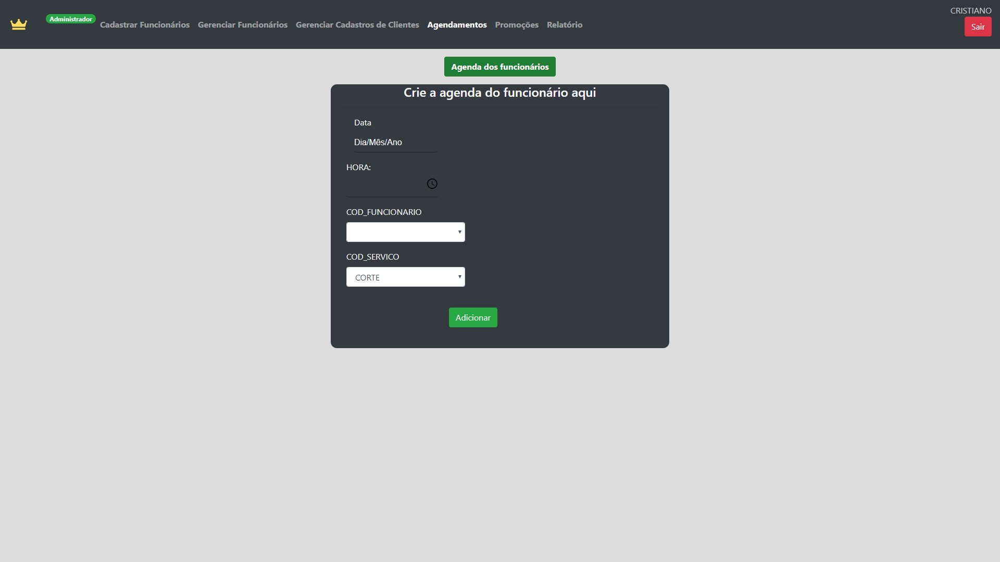 Administrador
Cadastrar Funcionários Gerenciar Funcionários Gerenciar Cadastros de Clientes Agendamentos Promoções Relatório
CRISTIANO
Sair
Agenda dos funcionários
Crie a agenda do funcionário aqui
Data
Dia/Mês/Ano
HORA:
COD_FUNCIONARIO
COD_SERVICO
CORTE
Adicionar